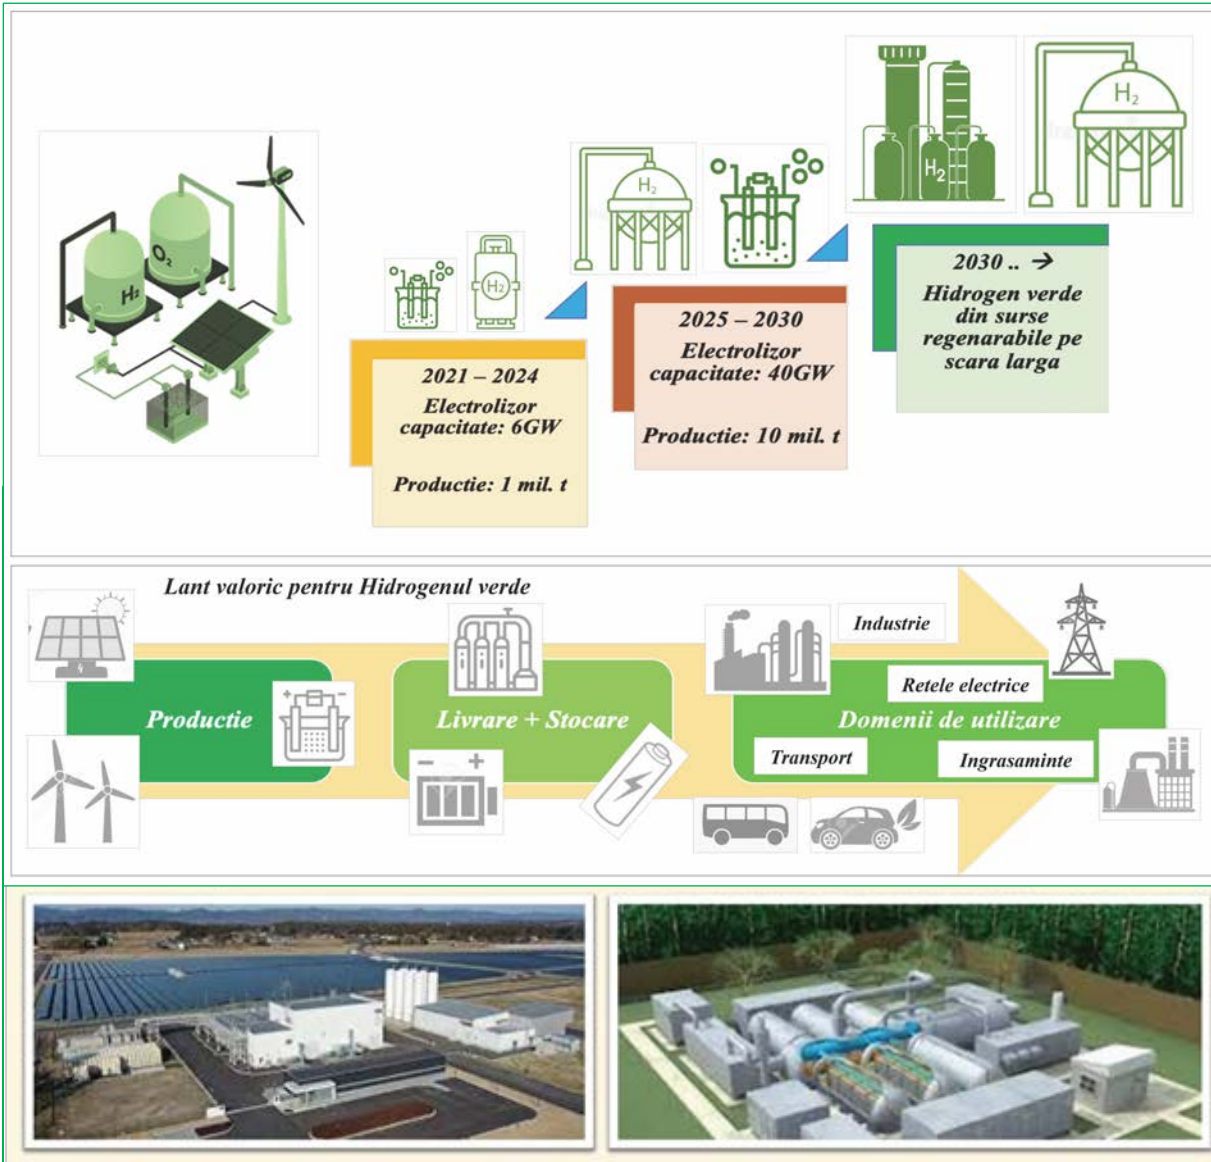 H₂
O₂
H₂
H₂
H₂
H₂
2021 – 2024
Electrolizor
capacitate: 6GW
Productie: 1 mil. t
2025 – 2030
Electrolizor
capacitate: 40GW
Productie: 10 mil. t
2030 .. →
Hidrogen verde
din surse
regenarabile pe
scara larga
Lant valoric pentru Hidrogenul verde
Productie
Livrare + Stocare
Domenii de utilizare
Industrie
Retele electrice
Transport
Ingrasaminte